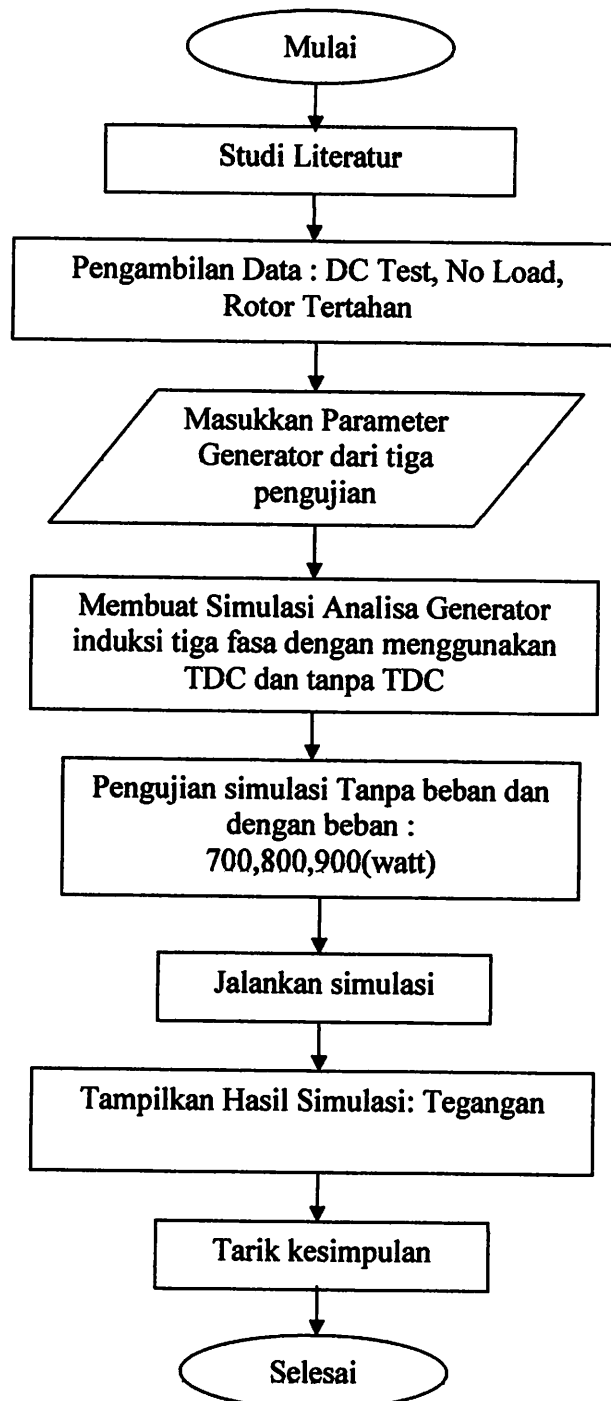 Mulai
Studi Literatur
Pengambilan Data : DC Test, No Load,
Rotor Tertahan
Masukkan Parameter
Generator dari tiga
pengujian
Membuat Simulasi Analisa Generator
induksi tiga fasa dengan menggunakan
TDC dan tanpa TDC
Pengujian simulasi Tanpa beban dan
dengan beban :
700,800,900(watt)
Jalankan simulasi
Tampilkan Hasil Simulasi: Tegangan
Tarik kesimpulan
Selesai